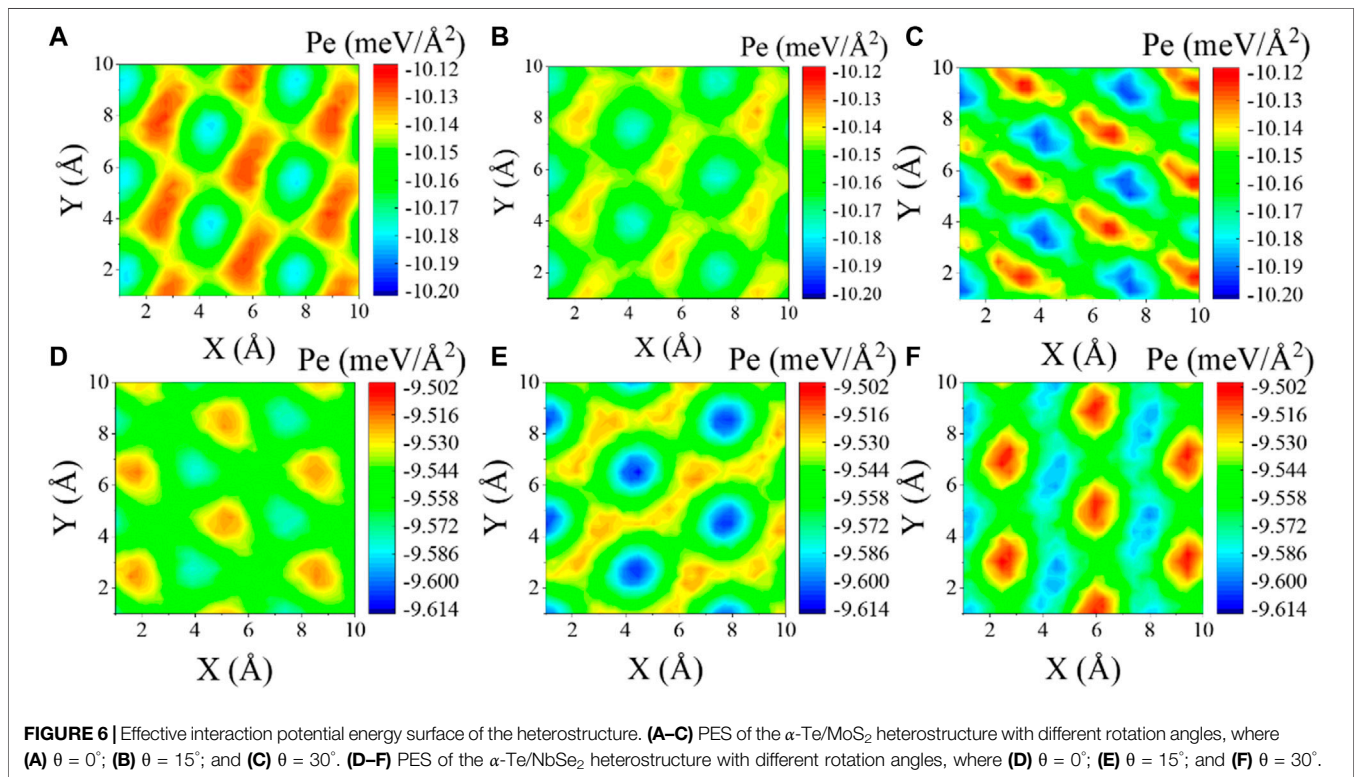 A
Pe (meV/Å²)
10
8
6
4
2
Y (Å)
2 4 6 8 10
X (Å)
-10.12
-10.13
-10.14
-10.15
-10.16
-10.17
-10.18
-10.19
-10.20
B
Pe (meV/Å²)
10
8
6
4
2
Y (Å)
2 4 6 8 10
X (Å)
-10.12
-10.13
-10.14
-10.15
-10.16
-10.17
-10.18
-10.19
-10.20
C
Pe (meV/Å²)
10
8
6
4
2
Y (Å)
2 4 6 8 10
X (Å)
-10.12
-10.13
-10.14
-10.15
-10.16
-10.17
-10.18
-10.19
-10.20
D
Pe (meV/Å²)
10
8
6
4
2
Y (Å)
2 4 6 8 10
X (Å)
-9.502
-9.516
-9.530
-9.544
-9.558
-9.572
-9.586
-9.600
-9.614
E
Pe (meV/Å²)
10
8
6
4
2
Y (Å)
2 4 6 8 10
X (Å)
-9.502
-9.516
-9.530
-9.544
-9.558
-9.572
-9.586
-9.600
-9.614
F
Pe (meV/Å²)
10
8
6
4
2
Y (Å)
2 4 6 8 10
X (Å)
-9.502
-9.516
-9.530
-9.544
-9.558
-9.572
-9.586
-9.600
-9.614
FIGURE 6 | Effective interaction potential energy surface of the heterostructure. (A–C) PES of the α-Te/MoS₂ heterostructure with different rotation angles, where
(A) θ = 0°; (B) θ = 15°; and (C) θ = 30°. (D–F) PES of the α-Te/NbSe₂ heterostructure with different rotation angles, where (D) θ = 0°; (E) θ = 15°; and (F) θ = 30°.